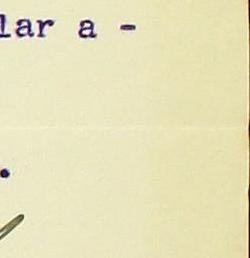 lar a -
.